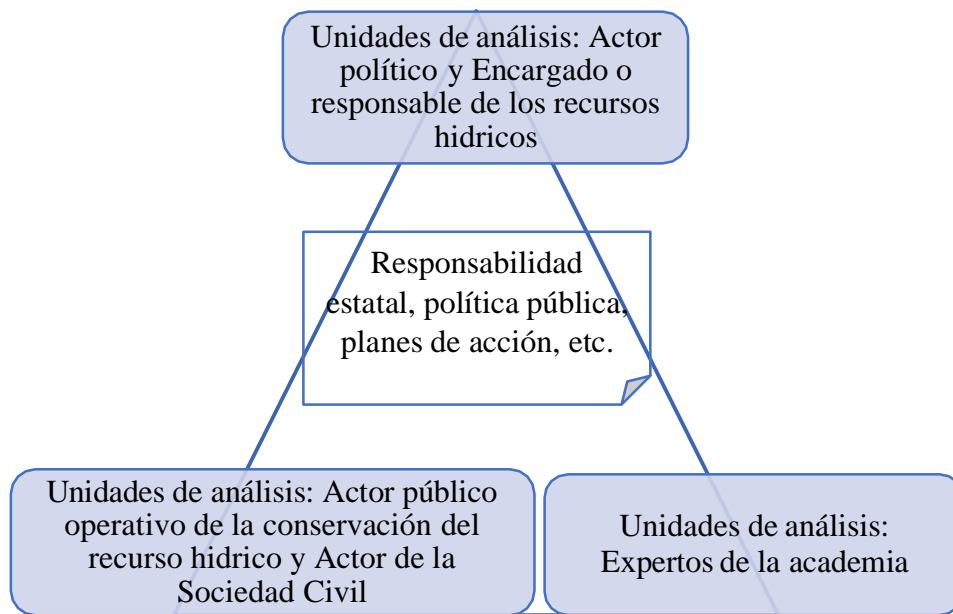 Unidades de análisis: Actor
político y Encargado o
responsable de los recursos
hidricos
Responsabilidad
estatal, política pública,
planes de acción, etc.
Unidades de análisis: Actor público
operativo de la conservación del
recurso hidrico y Actor de la
Sociedad Civil
Unidades de análisis:
Expertos de la academia